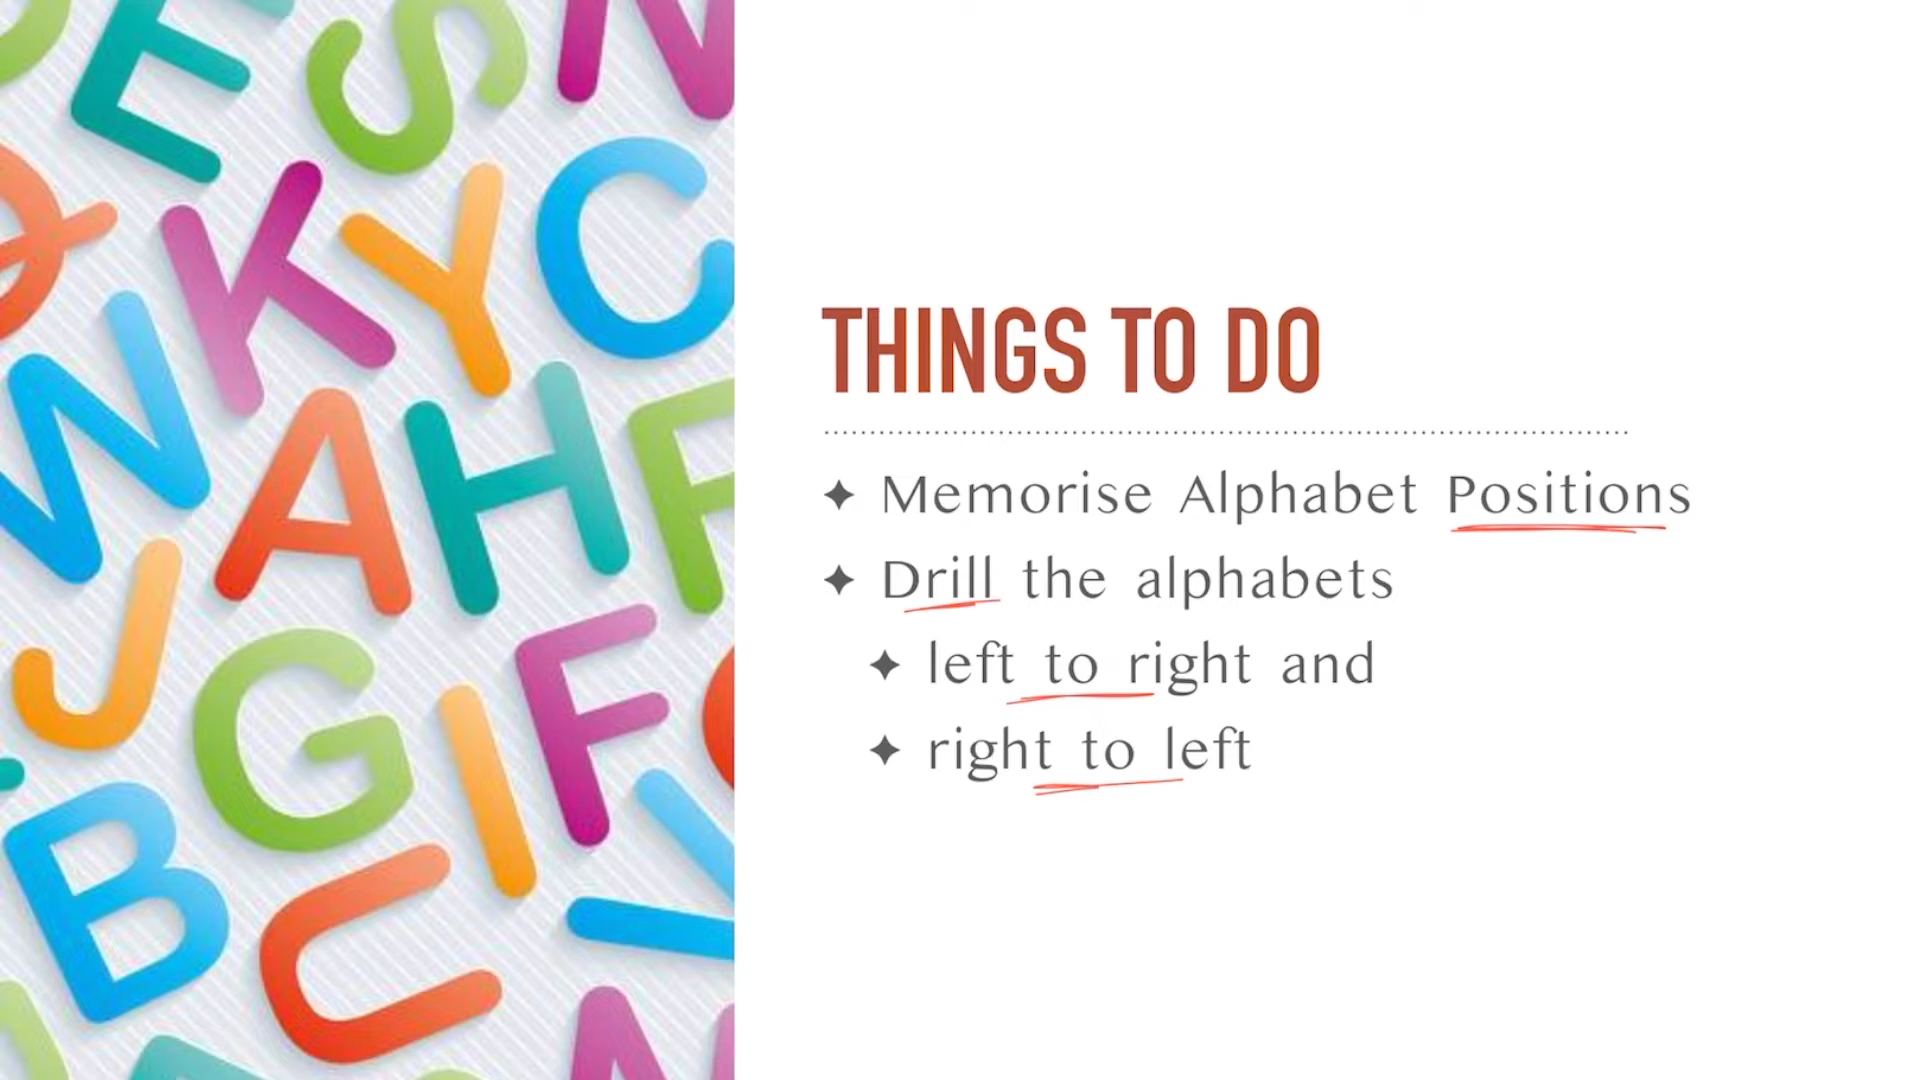 THINGS TO DO
Memorise Alphabet Positions
Drill the alphabets
left to right and
right to left
E S N
K Y C
W A H F
J G I F
B U Y